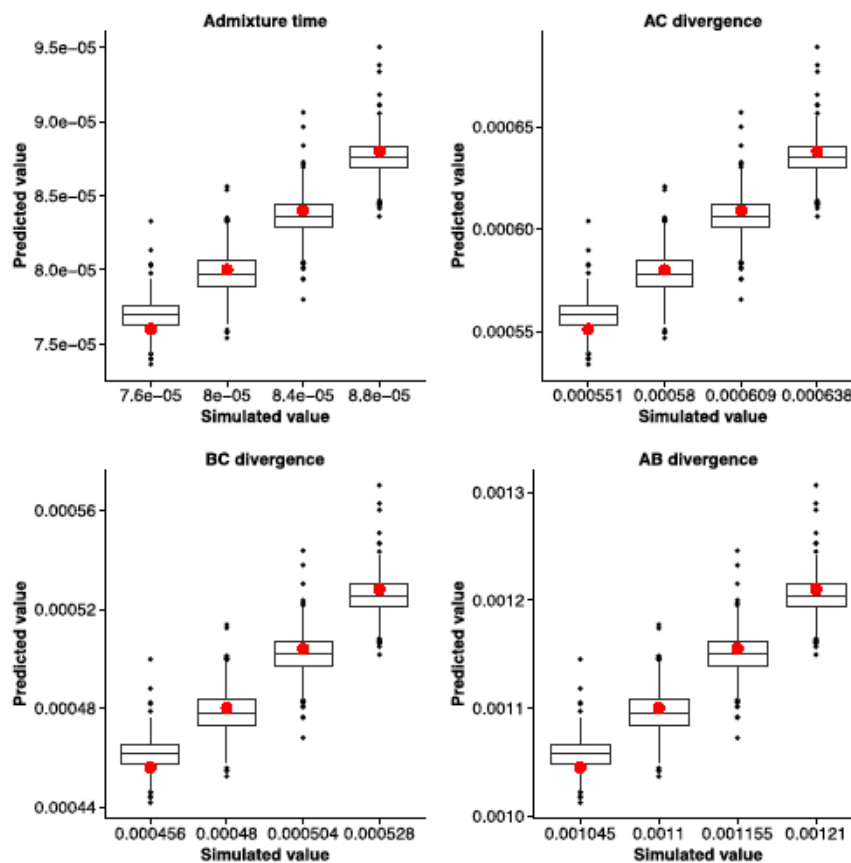 Admixture time
Predicted value
9.5e−05
9.0e−05
8.5e−05
8.0e−05
7.5e−05
7.6e−05 8e−05 8.4e−05 8.8e−05
Simulated value
AC divergence
Predicted value
0.00065
0.00060
0.00055
0.000551 0.00058 0.000609 0.000638
Simulated value
BC divergence
Predicted value
0.00056
0.00052
0.00048
0.00044
0.000456 0.00048 0.000504 0.000528
Simulated value
AB divergence
Predicted value
0.0013
0.0012
0.0011
0.0010
0.001045 0.0011 0.001155 0.00121
Simulated value